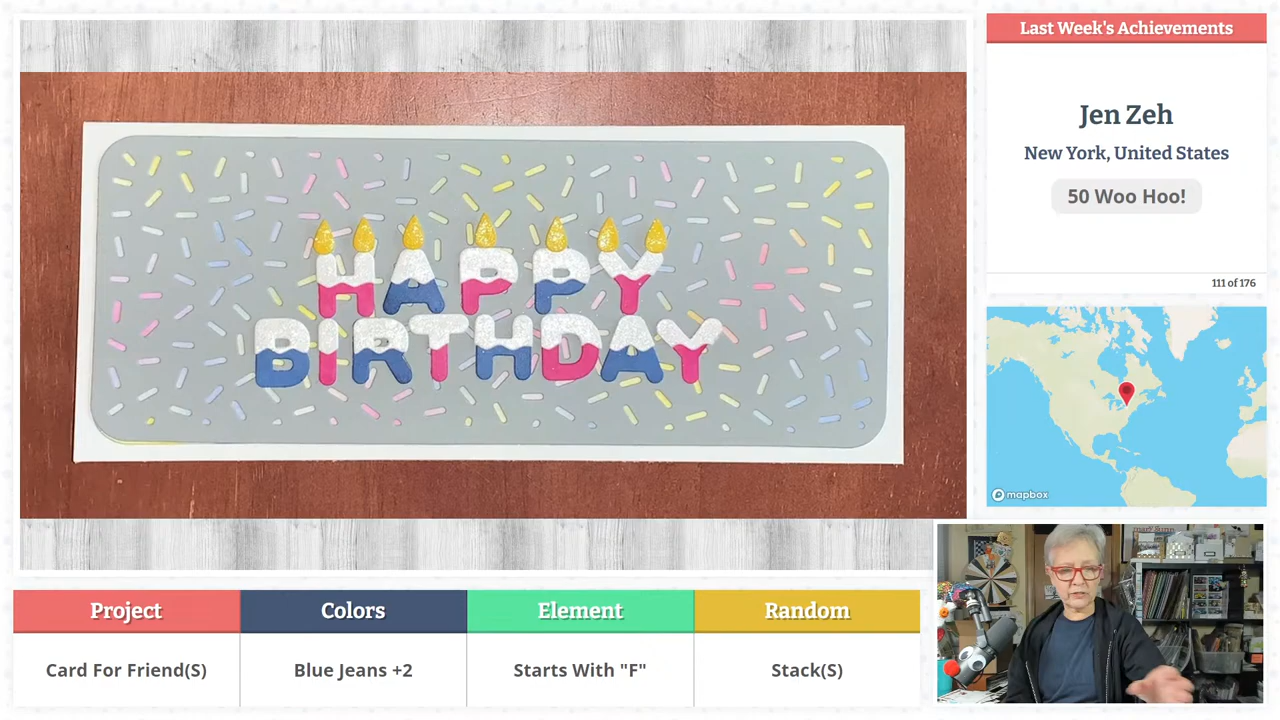 Last Week's Achievements
Jen Zeh
New York, United States
50 Woo Hoo!
111 of 176
HAPPY
BIRTHDAY
mapbox
Project
Colors
Element
Random
Card For Friend(S)
Blue Jeans +2
Starts With "F"
Stack(S)